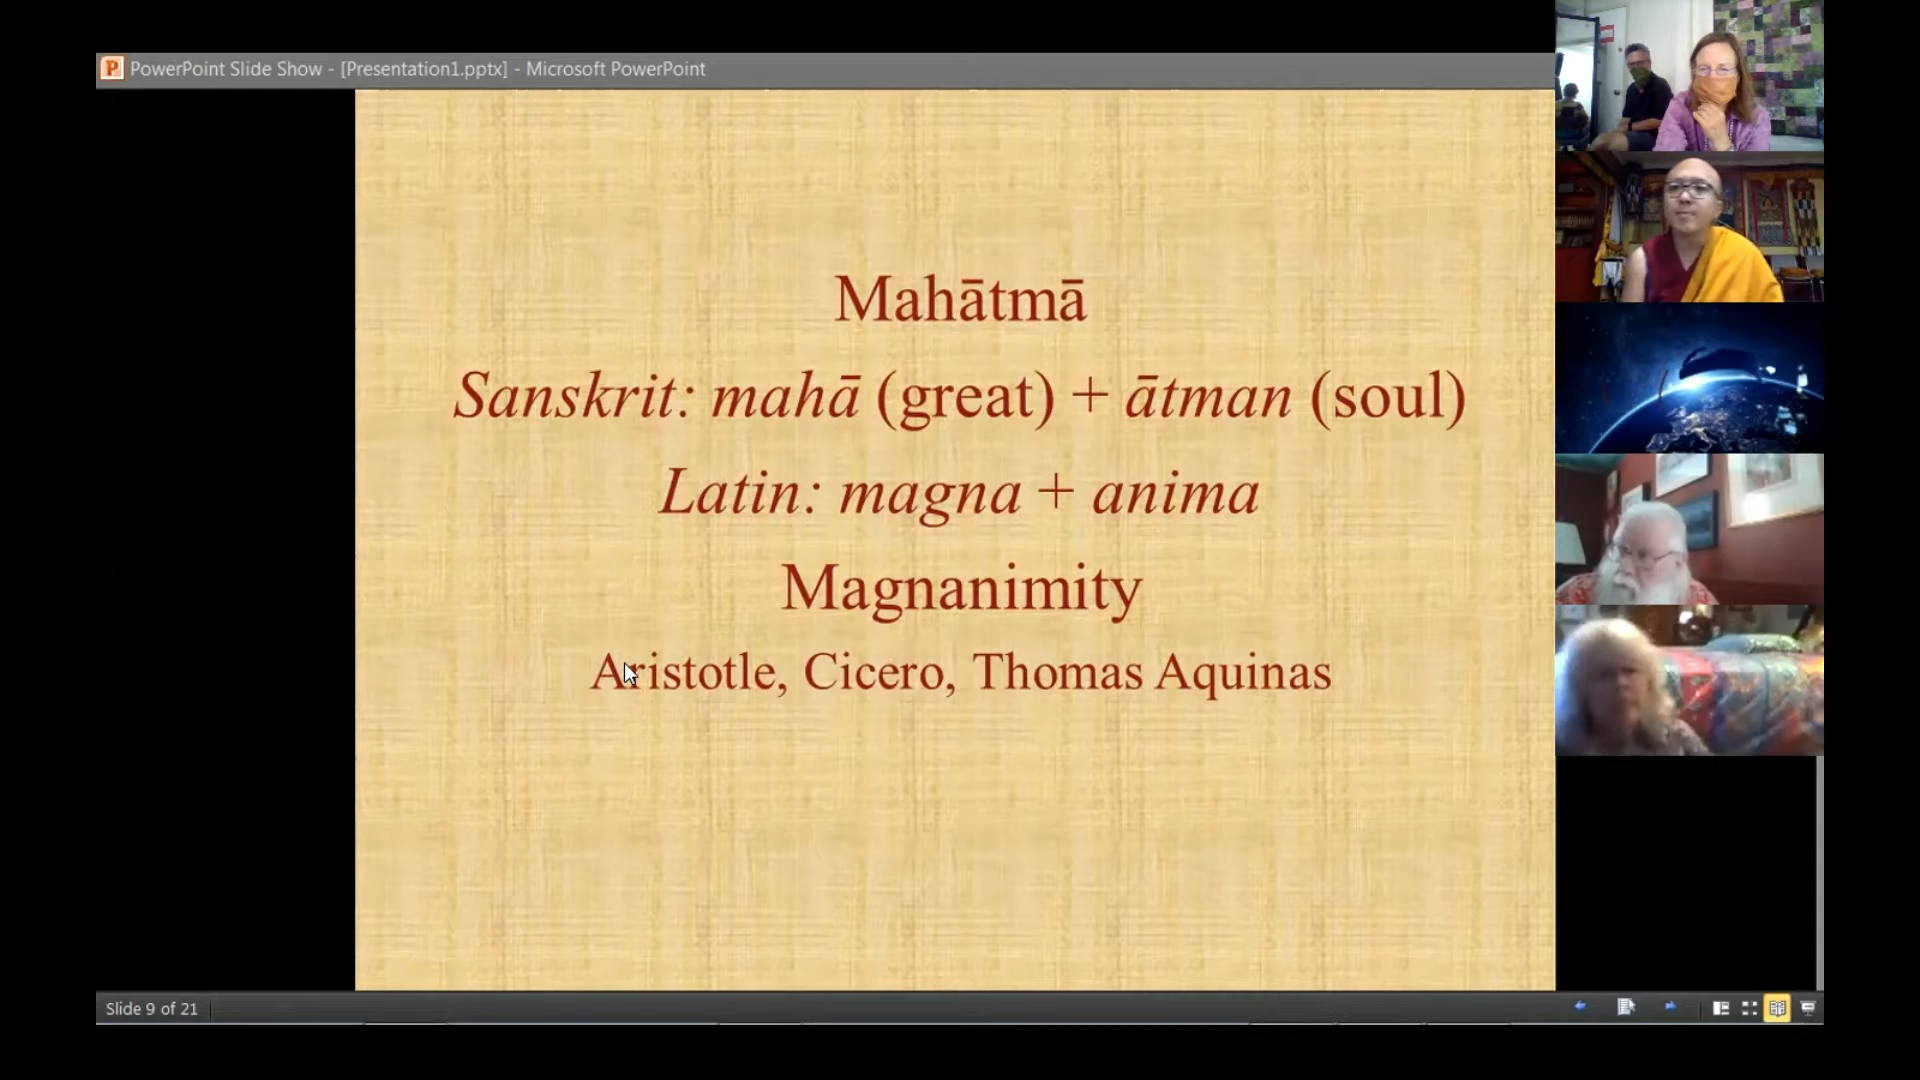 PowerPoint Slide Show - [Presentation1.pptx] - Microsoft PowerPoint
Mahātmā
Sanskrit: mahā (great) + ātman (soul)
Latin: magna + anima
Magnanimity
Aristotle, Cicero, Thomas Aquinas
Slide 9 of 21